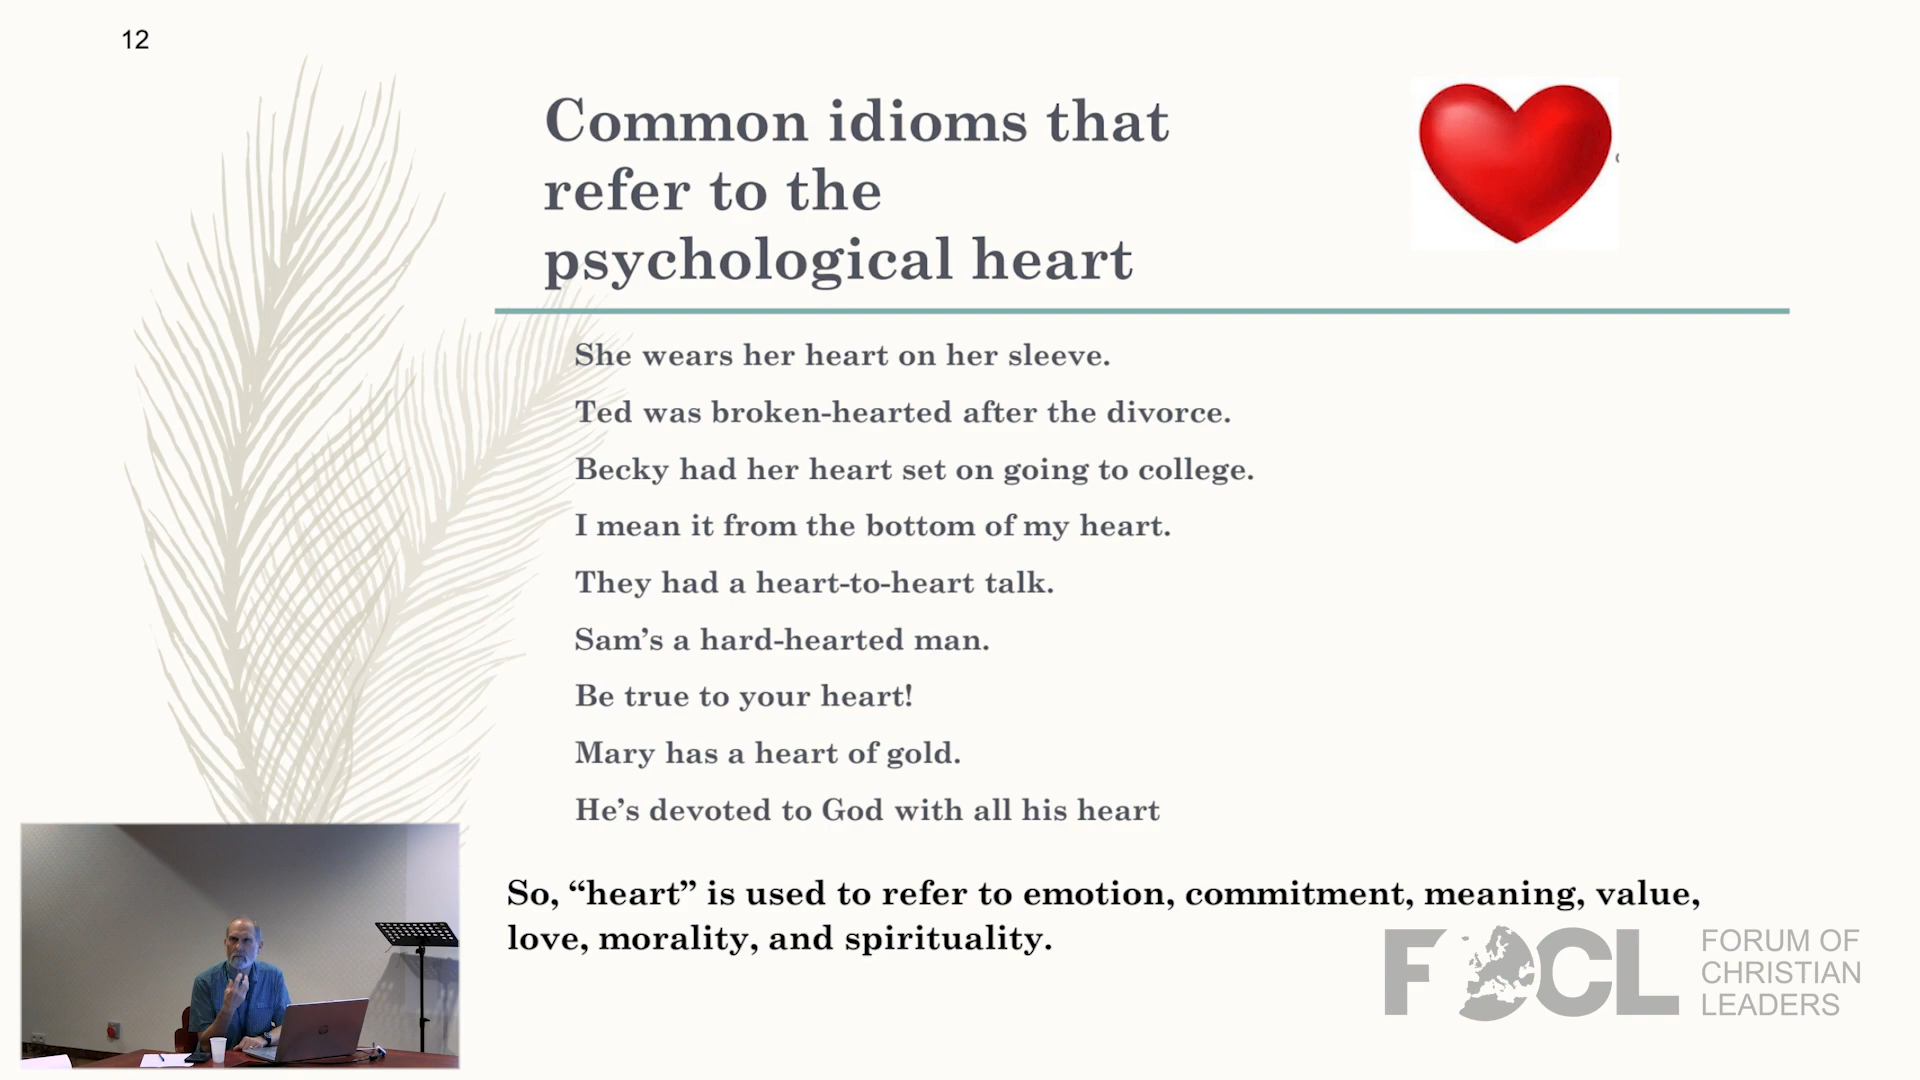 12
Common idioms that
refer to the
psychological heart
She wears her heart on her sleeve.
Ted was broken-hearted after the divorce.
Becky had her heart set on going to college.
I mean it from the bottom of my heart.
They had a heart-to-heart talk.
Sam’s a hard-hearted man.
Be true to your heart!
Mary has a heart of gold.
He’s devoted to God with all his heart
So, “heart” is used to refer to emotion, commitment, meaning, value,
love, morality, and spirituality.
FOCL
FORUM OF
CHRISTIAN
LEADERS